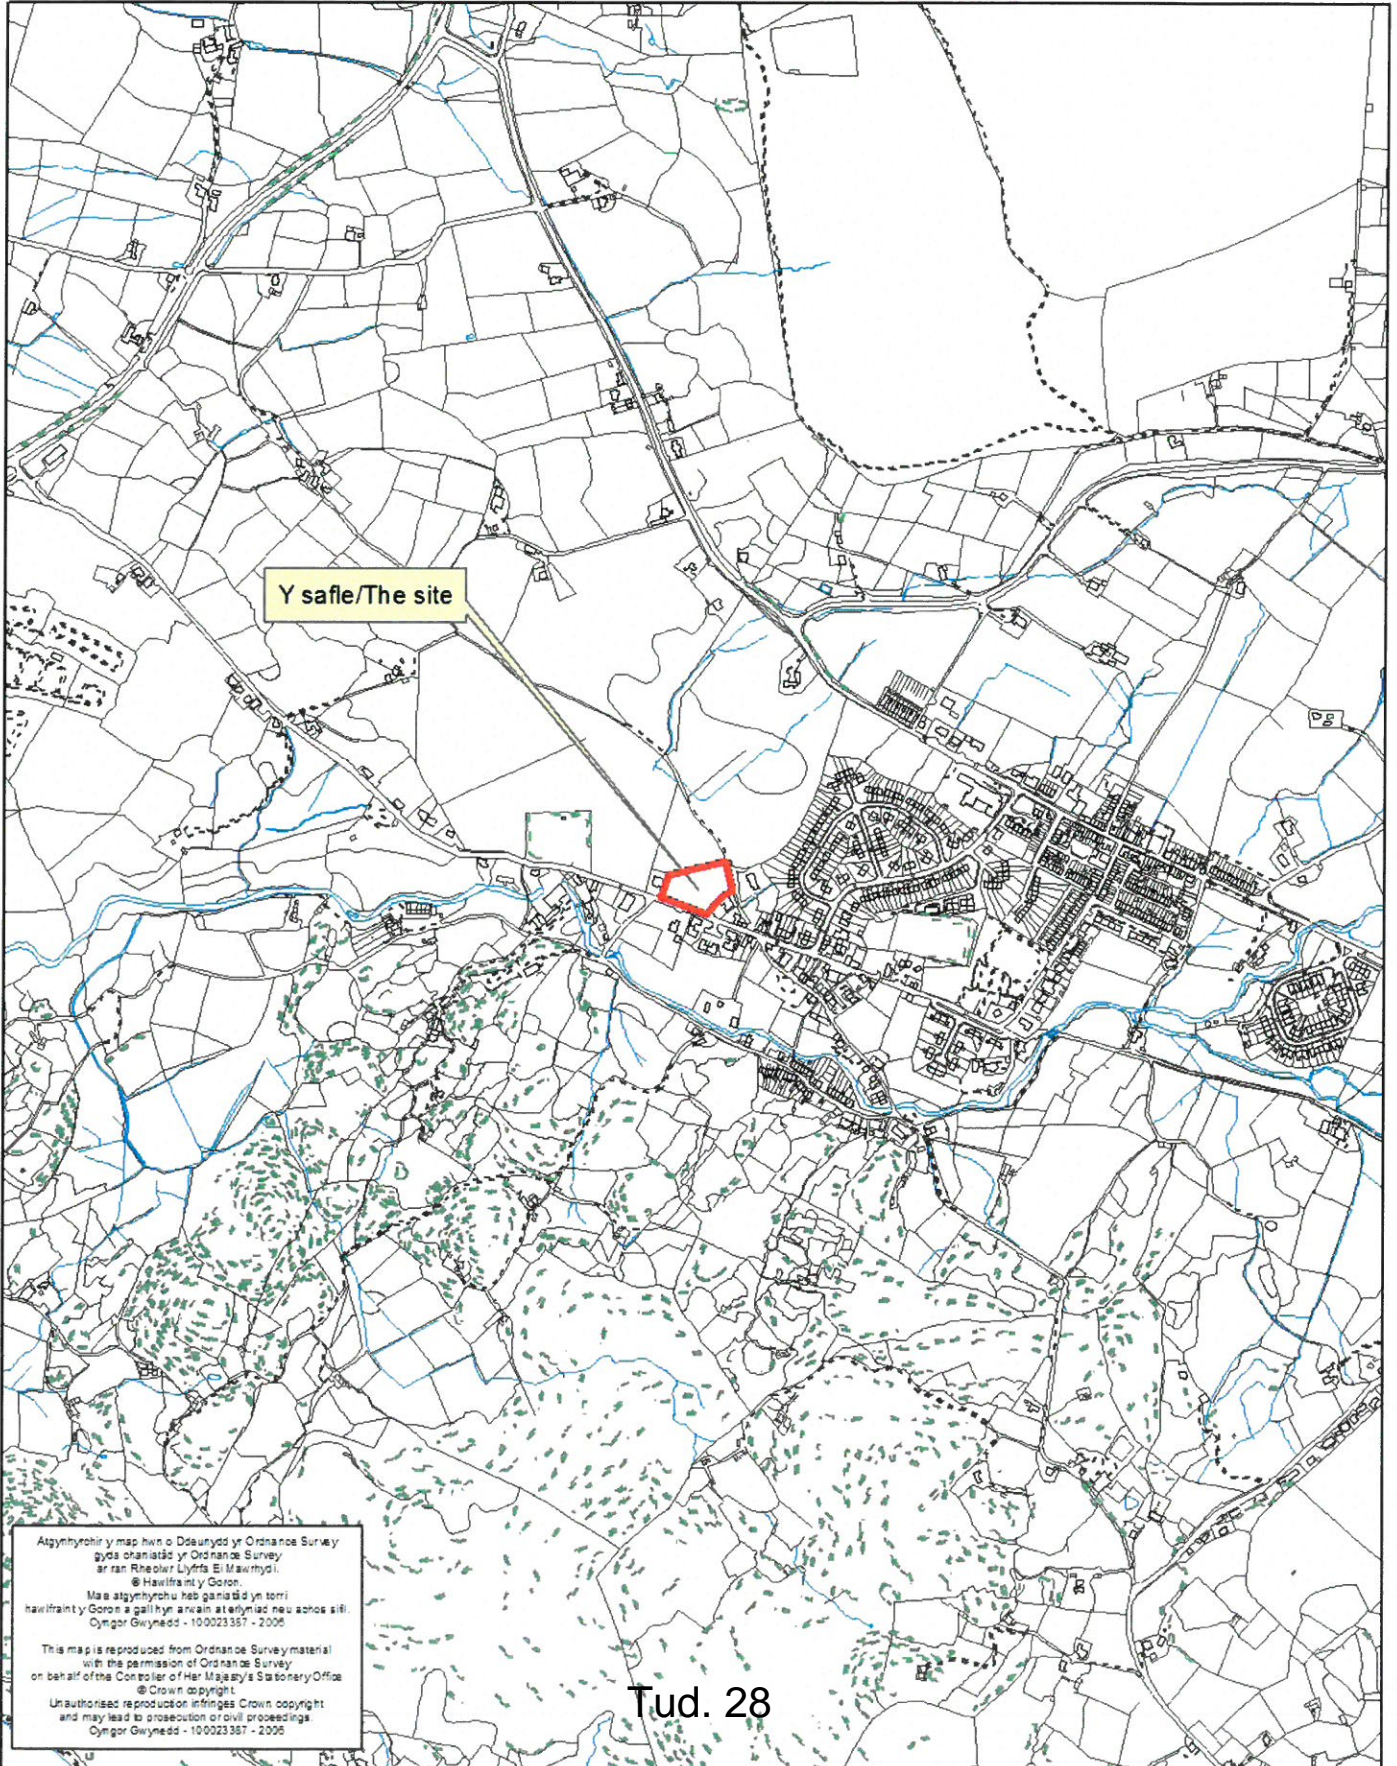 Y safle/The site
Atgynhyrchir y map hwn o Ddeunydd yr Ordnance Survey
gyda chaniatâd yr Ordnance Survey
ar ran Rheolwr Llyfrfa Ei Mawrhydi.
© Hawlfraint y Goron.
Mae atgynhyrchu heb ganiatâd yn torri
hawlfraint y Goron a gall hyn arwain at erlyniad neu achos sifil.
Cyngor Gwynedd - 100023387 - 2006
This map is reproduced from Ordnance Survey material
with the permission of Ordnance Survey
on behalf of the Controller of Her Majesty's Stationery Office
© Crown copyright.
Unauthorised reproduction infringes Crown copyright
and may lead to prosecution or civil proceedings.
Cyngor Gwynedd - 100023387 - 2006
Tud. 28